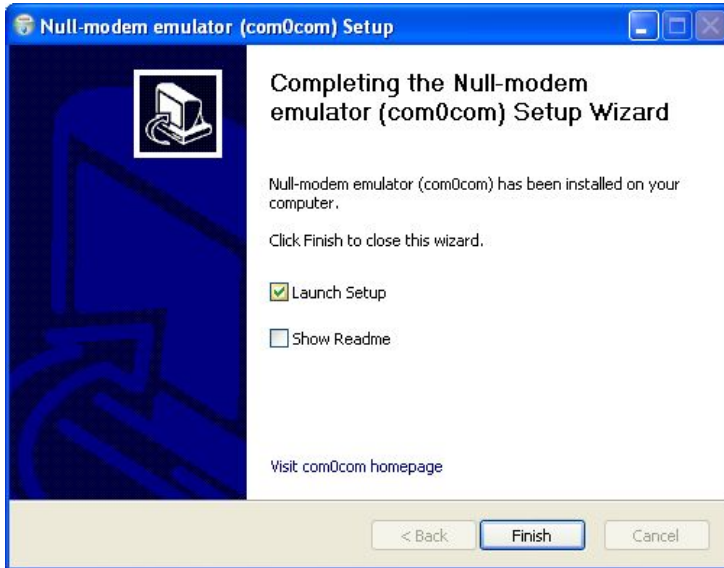 Null-modem emulator (com0com) Setup
Completing the Null-modem
emulator (com0com) Setup Wizard
Null-modem emulator (com0com) has been installed on your
computer.
Click Finish to close this wizard.
Launch Setup
Show Readme
Visit com0com homepage
< Back Finish Cancel